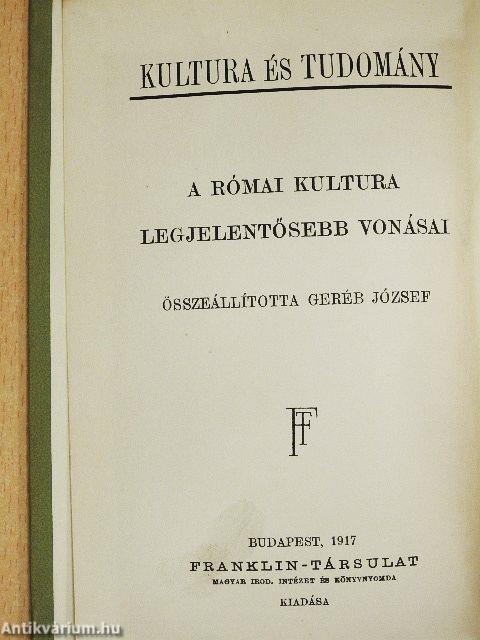 KULTURA ÉS TUDOMÁNY
A RÓMAI KULTURA
LEGJELENTŐSEBB VONÁSAI
ÖSSZEÁLLÍTOTTA GERÉB JÓZSEF
FT
BUDAPEST, 1917
FRANKLIN-TÁRSULAT
MAGYAR IROD. INTÉZET ÉS KÖNYVNYOMDA
KIADÁSA
Antikvárium.hu